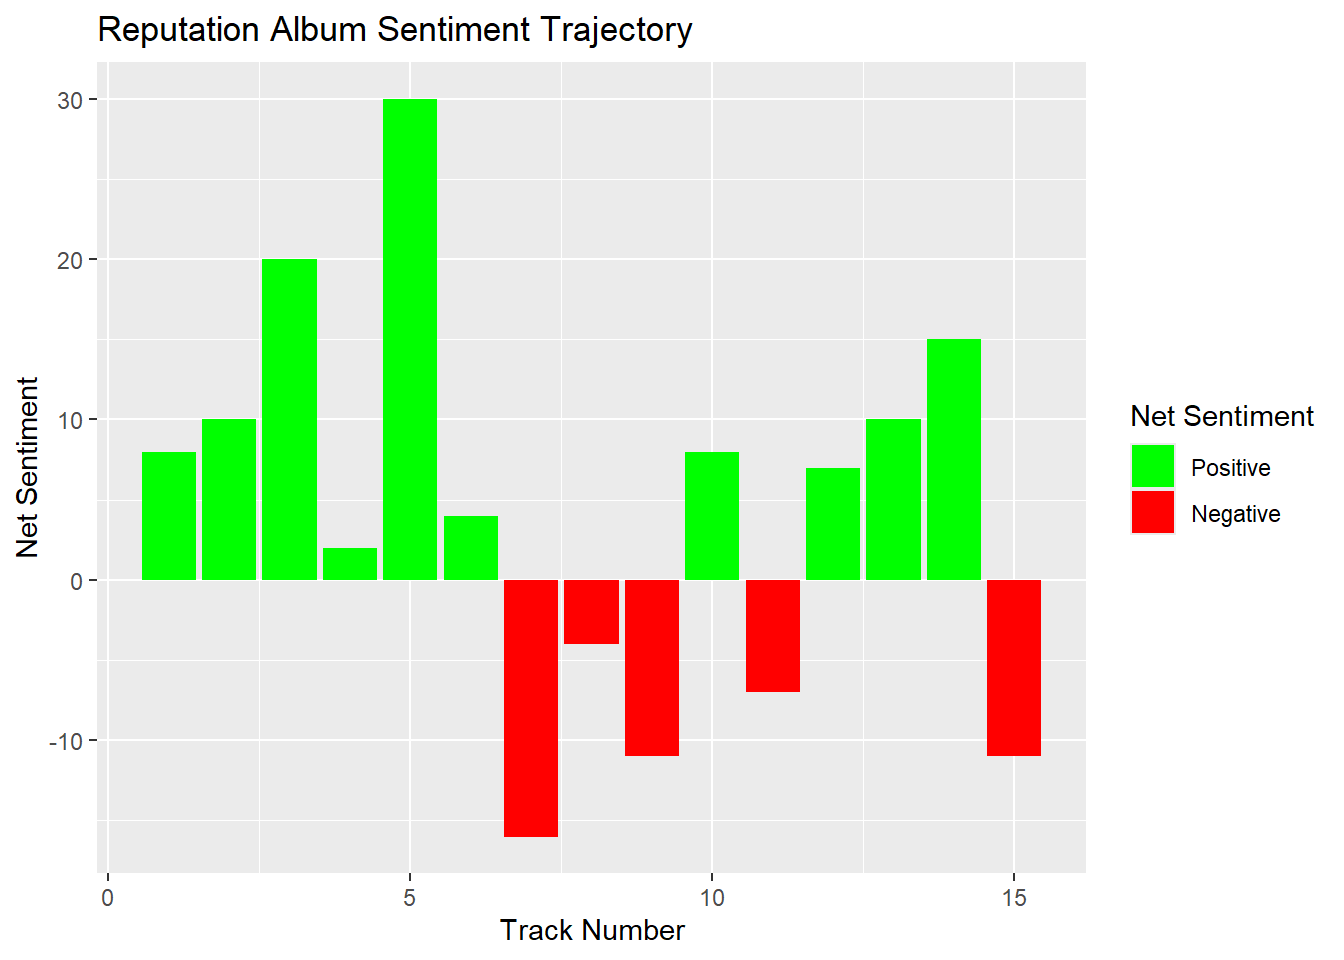 Reputation Album Sentiment Trajectory
30
20
10
0
-10
Net Sentiment
0 5 10 15
Track Number
Net Sentiment
Positive
Negative